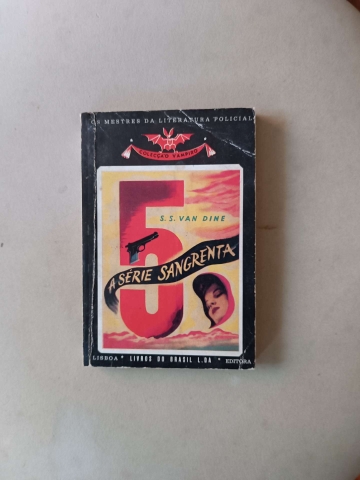 OS MESTRES DA LITERATURA POLICIAL
COLECÇÃO VAMPIRO
5
S. S. VAN DINE
A SÉRIE SANGRENTA
LISBOA * LIVROS DO BRASIL L.DA * EDITORA